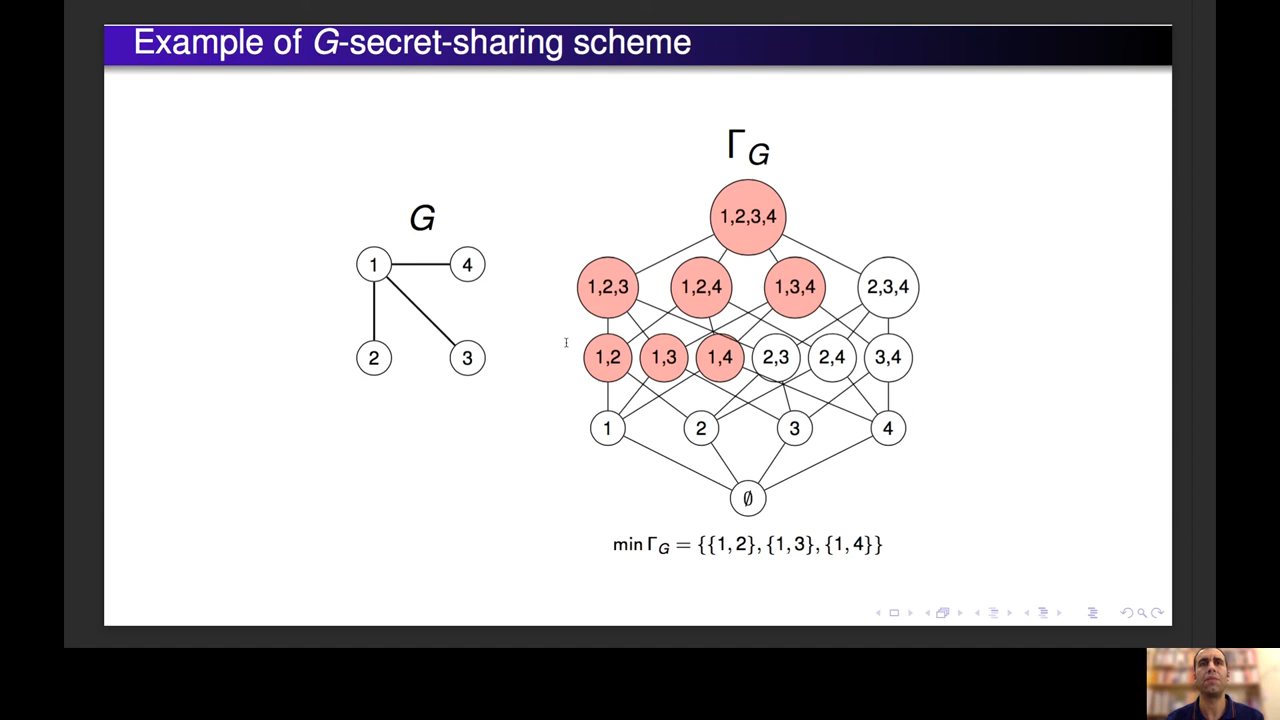 Example of G-secret-sharing scheme
Γ_G
G
1,2,3,4
1 4
2 3
1,2,3 1,2,4 1,3,4 2,3,4
1,2 1,3 1,4 2,3 2,4 3,4
1 2 3 4
∅
min Γ_G = {{1, 2}, {1, 3}, {1, 4}}